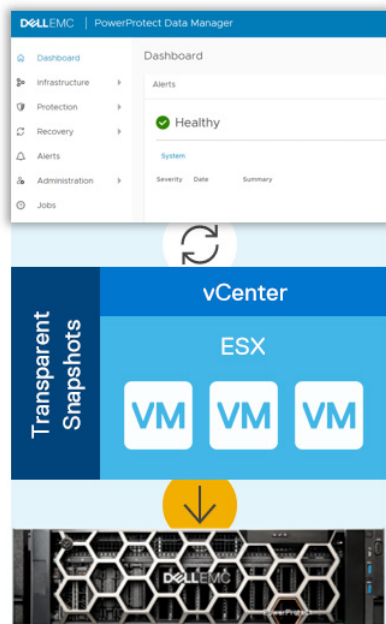 DELLEMC | PowerProtect Data Manager
Dashboard
Infrastructure
Protection
Recovery
Alerts
Administration
Jobs
Dashboard
Alerts
Healthy
System
Severity Date Summary
Transparent
Snapshots
vCenter
ESX
VM VM VM
DELLEMC
PowerProtect